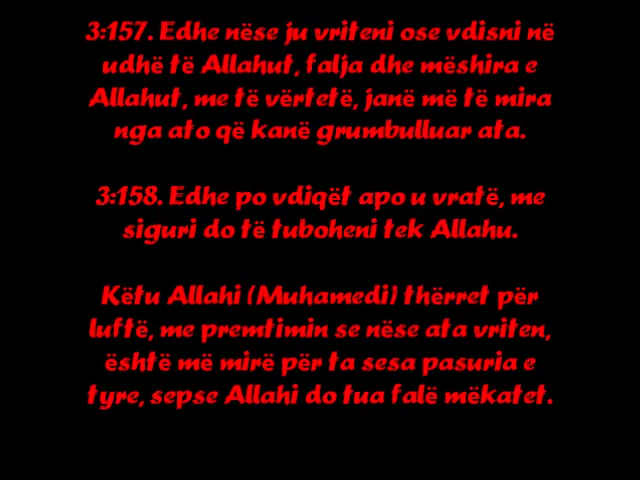 3:157. Edhe nëse ju vriteni ose vdisni në
udhë të Allahut, falja dhe mëshira e
Allahut, me të vërtetë, janë më të mira
nga ato që kanë grumbulluar ata.
3:158. Edhe po vdiqët apo u vratë, me
siguri do të tuboheni tek Allahu.
Këtu Allahi (Muhamedi) thërret për
luftë, me premtimin se nëse ata vriten,
është më mirë për ta sesa pasuria e
tyre, sepse Allahi do tua falë mëkatet.